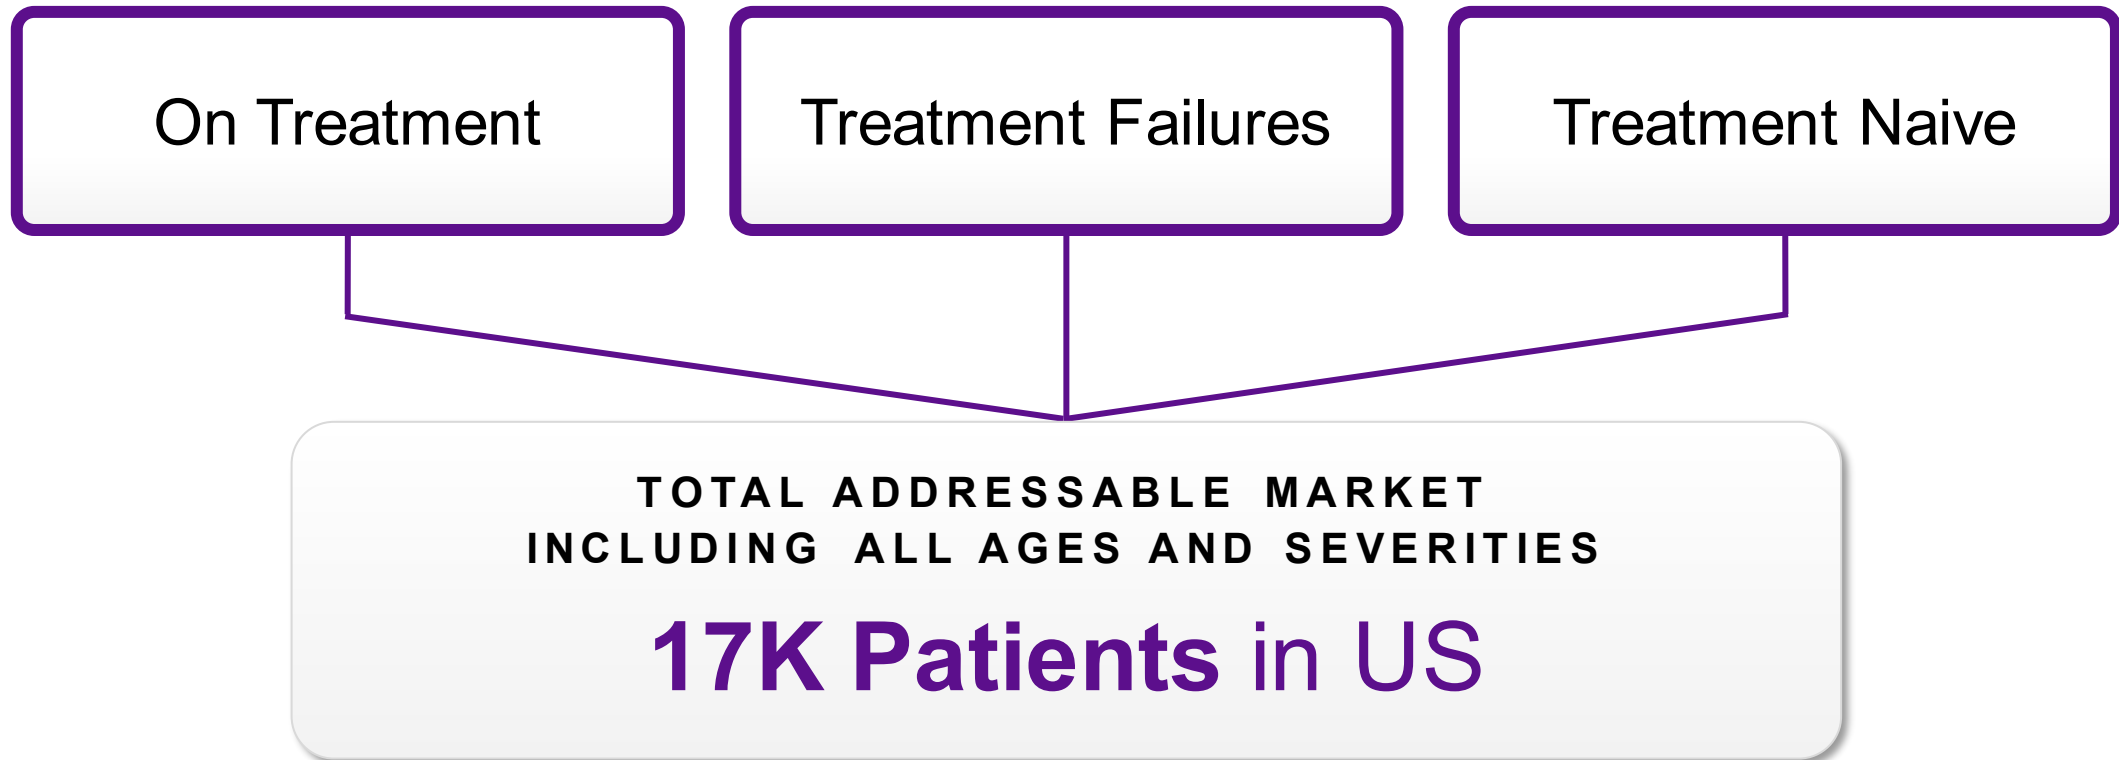 On Treatment
Treatment Failures
Treatment Naive
TOTAL ADDRESSABLE MARKET
INCLUDING ALL AGES AND SEVERITIES
17K Patients in US